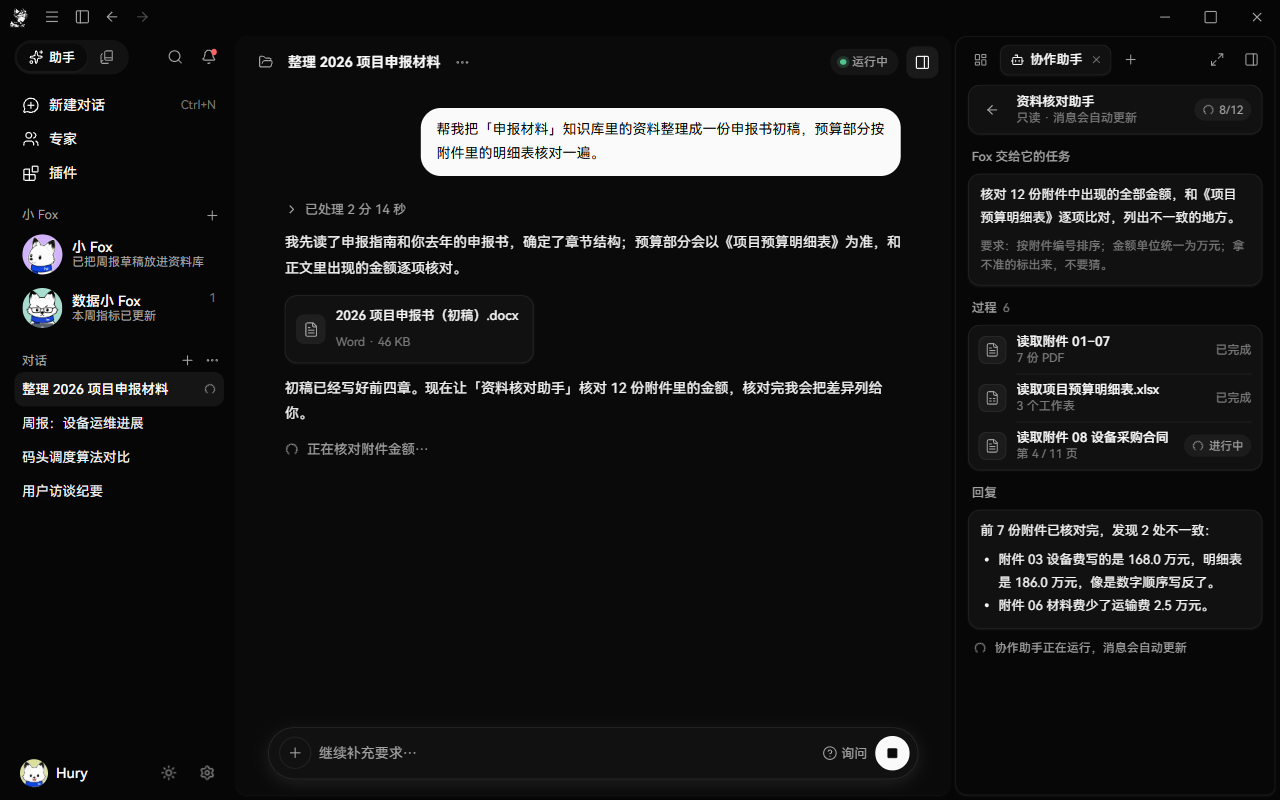 助手
新建对话 Ctrl+N
专家
插件
小 Fox
小 Fox
已把周报草稿放进资料库
数据小 Fox 1
本周指标已更新
对话
整理 2026 项目申报材料
周报：设备运维进展
码头调度算法对比
用户访谈纪要
Hury
整理 2026 项目申报材料
运行中
帮我把「申报材料」知识库里的资料整理成一份申报书初稿，预算部分按
附件里的明细表核对一遍。
已处理 2 分 14 秒
我先读了申报指南和你去年的申报书，确定了章节结构；预算部分会以《项目预算明细表》为准，和
正文里出现的金额逐项核对。
2026 项目申报书（初稿）.docx
Word · 46 KB
初稿已经写好前四章。现在让「资料核对助手」核对 12 份附件里的金额，核对完我会把差异列给
你。
正在核对附件金额…
继续补充要求…
询问
协作助手
资料核对助手
只读 · 消息会自动更新
8/12
Fox 交给它的任务
核对 12 份附件中出现的全部金额，和《项目
预算明细表》逐项比对，列出不一致的地方。
要求：按附件编号排序；金额单位统一为万元；拿
不准的标出来，不要猜。
过程 6
读取附件 01–07
7 份 PDF
已完成
读取项目预算明细表.xlsx
3 个工作表
已完成
读取附件 08 设备采购合同
第 4 / 11 页
进行中
回复
前 7 份附件已核对完，发现 2 处不一致：
• 附件 03 设备费写的是 168.0 万元，明细表
是 186.0 万元，像是数字顺序写反了。
• 附件 06 材料费少了运输费 2.5 万元。
协作助手正在运行，消息会自动更新